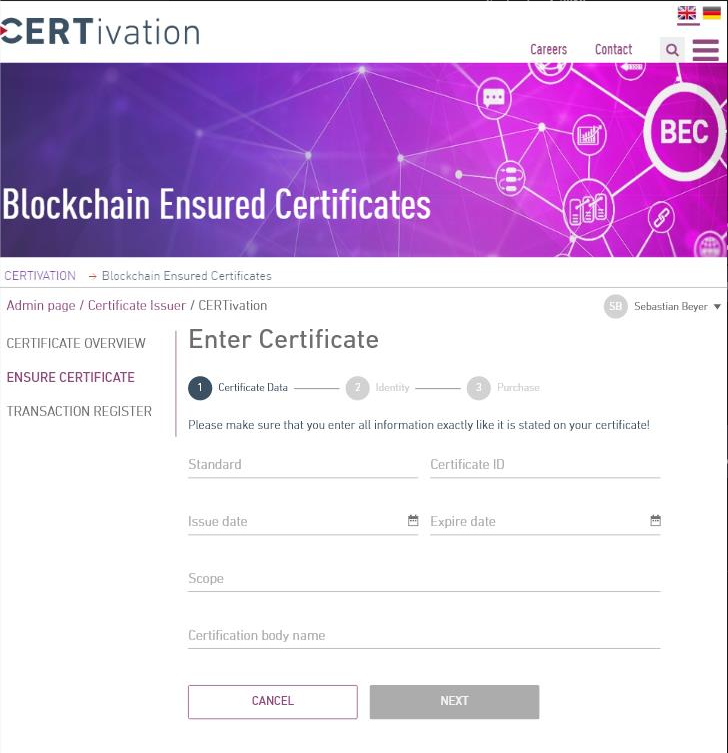 CERTivation
Careers Contact
BEC
Blockchain Ensured Certificates
CERTIVATION → Blockchain Ensured Certificates
Admin page / Certificate Issuer / CERTivation
SB Sebastian Beyer
CERTIFICATE OVERVIEW
ENSURE CERTIFICATE
TRANSACTION REGISTER
Enter Certificate
1 Certificate Data 2 Identity 3 Purchase
Please make sure that you enter all information exactly like it is stated on your certificate!
Standard Certificate ID
Issue date Expire date
Scope
Certification body name
CANCEL NEXT